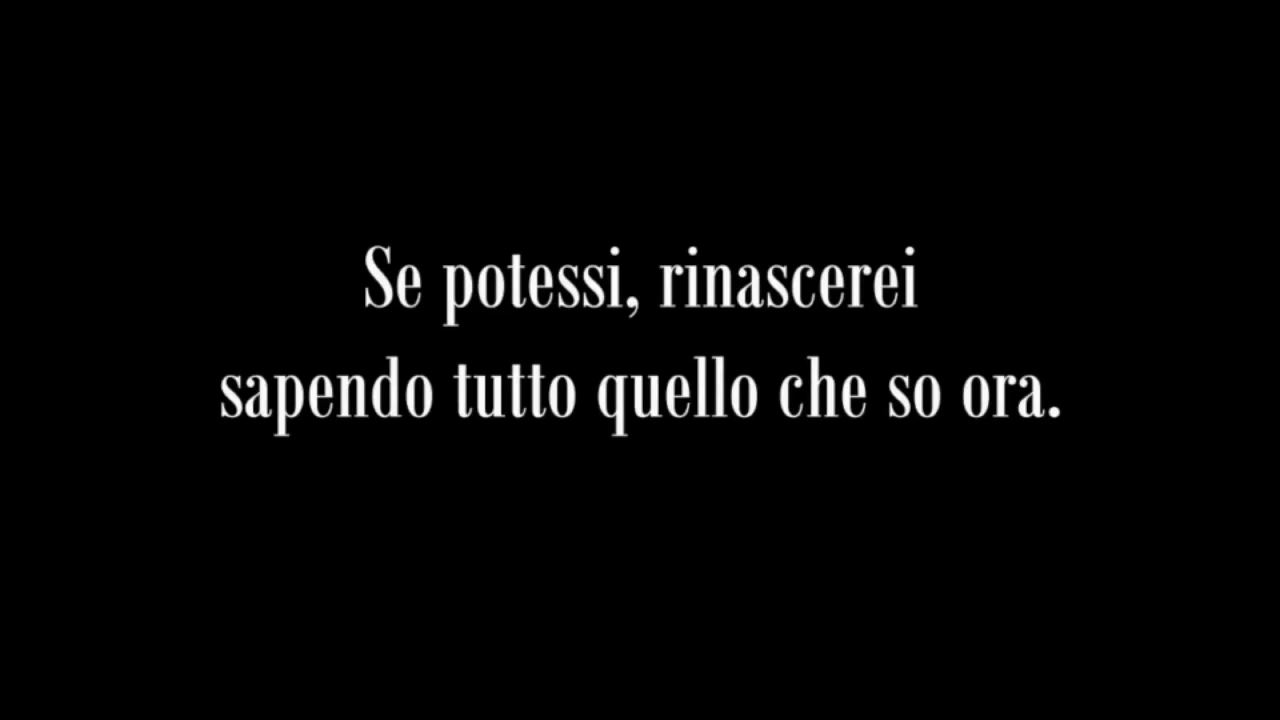 Se potessi, rinascerei
sapendo tutto quello che so ora.